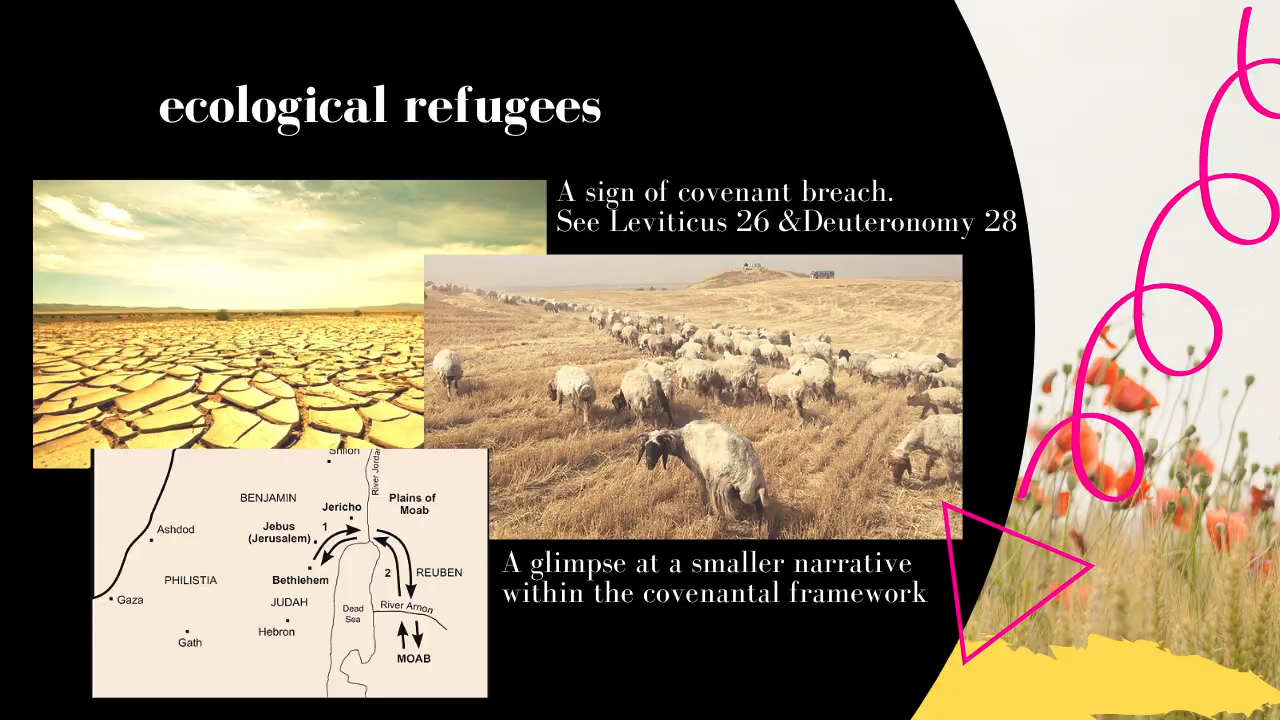 ecological refugees
A sign of covenant breach.
See Leviticus 26 &Deuteronomy 28
Shiloh
River Jorda
BENJAMIN
Plains of
Moab
Jericho
Ashdod
Jebus
(Jerusalem)
1
PHILISTIA
Bethlehem
2
REUBEN
Gaza
JUDAH
Dead
Sea
River Arnon
Hebron
Gath
MOAB
A glimpse at a smaller narrative
within the covenantal framework